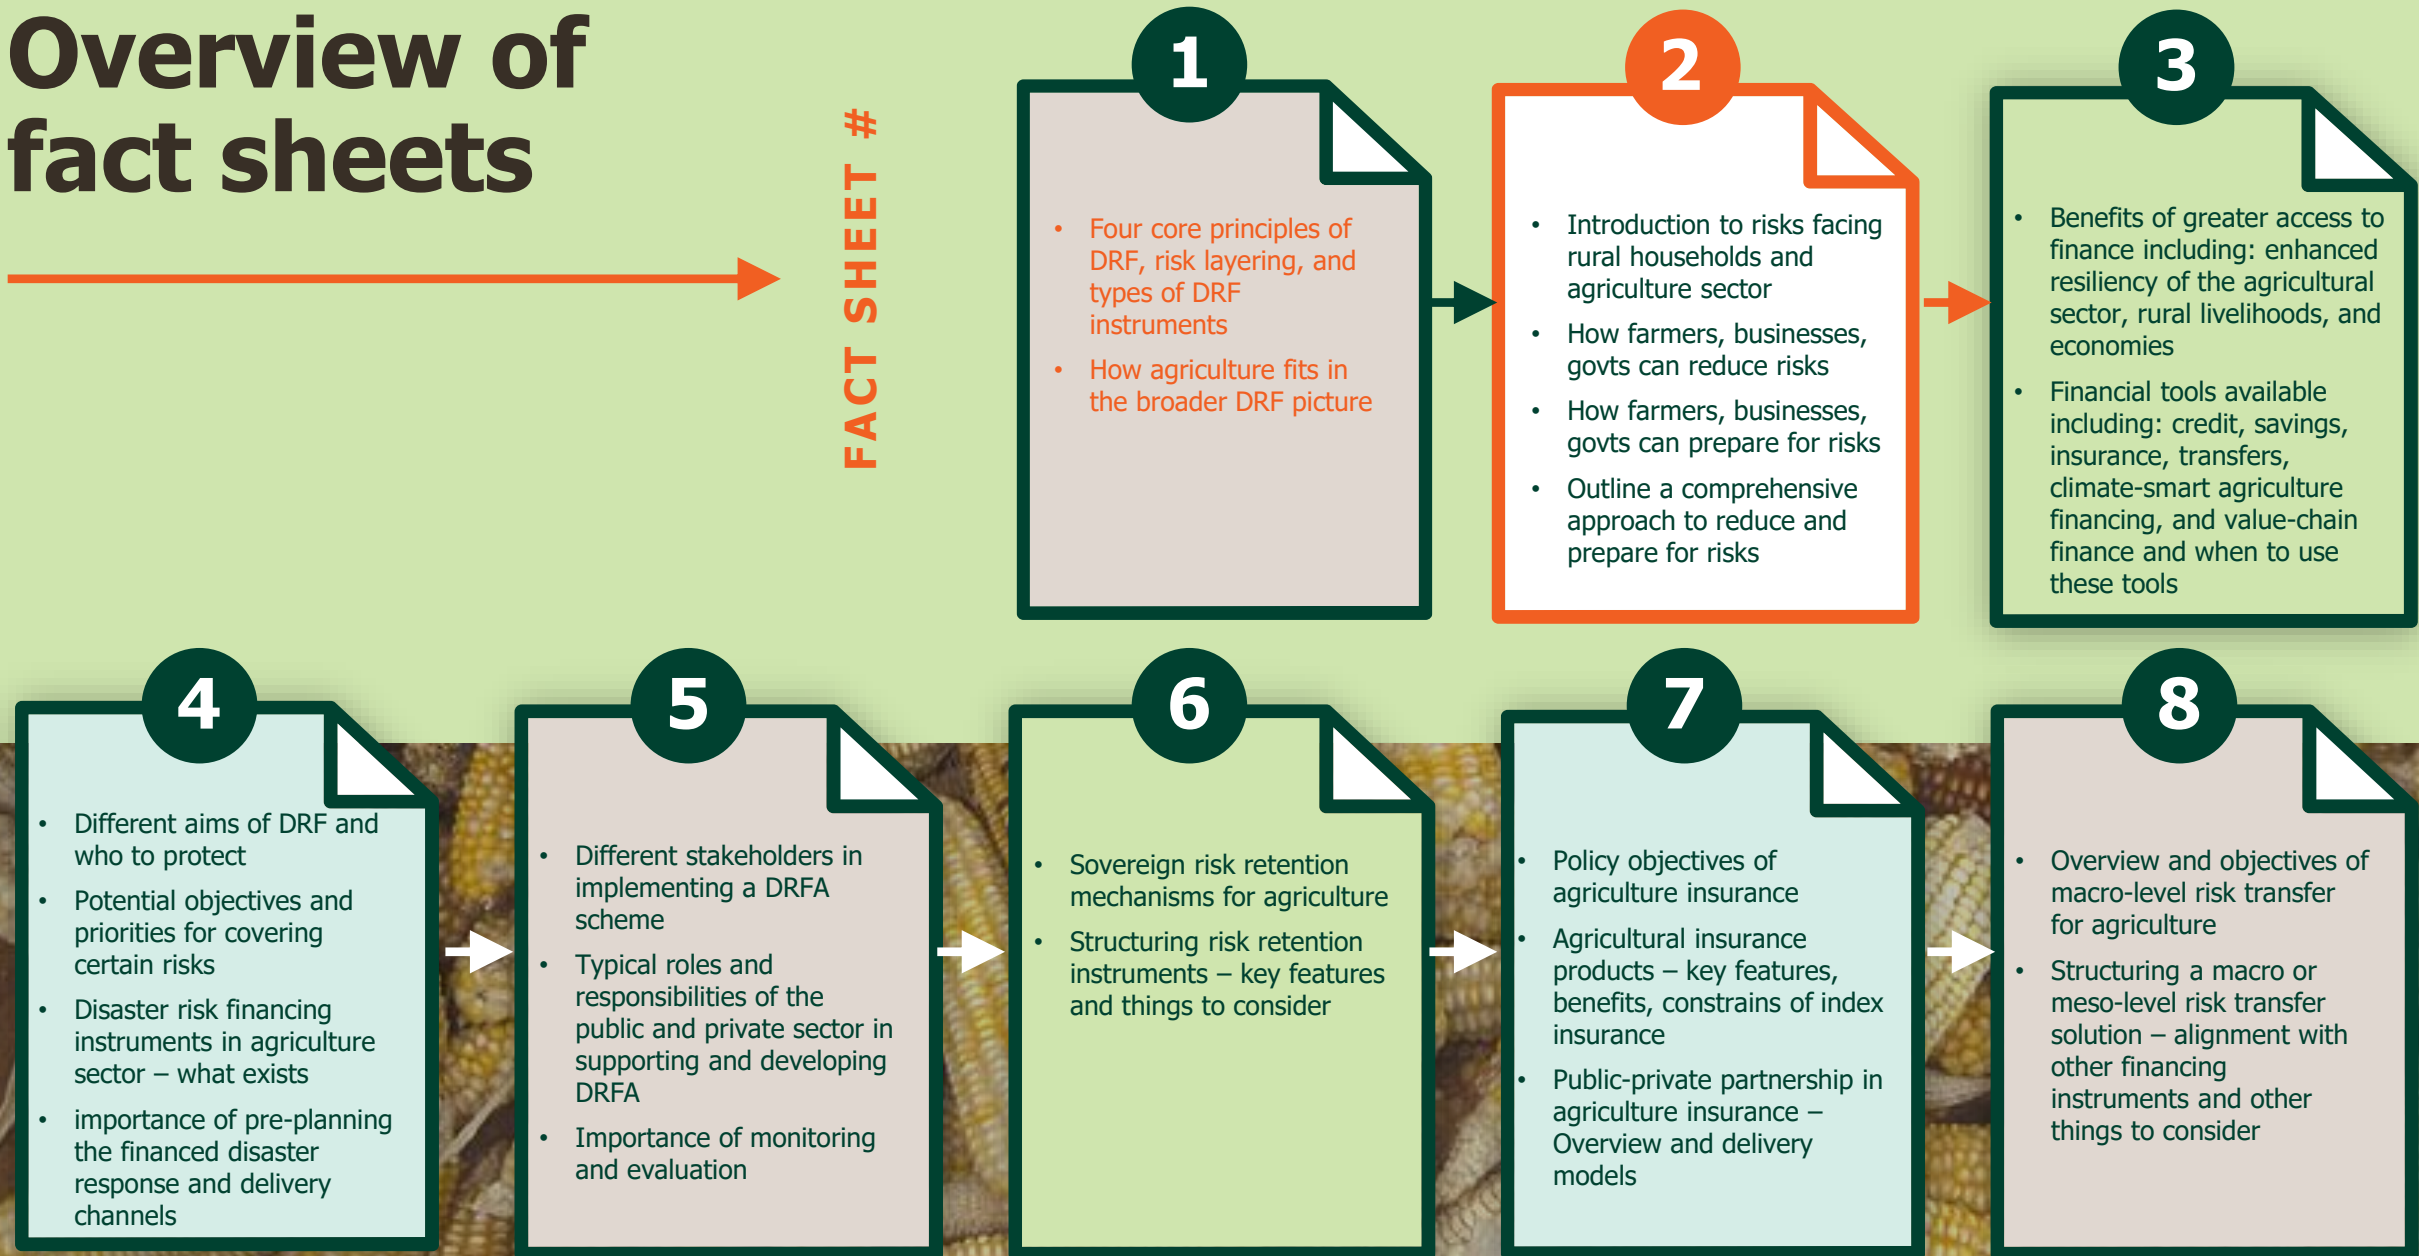 Overview of
fact sheets
FACT SHEET #
1
• Four core principles of
DRF, risk layering, and
types of DRF
instruments
• How agriculture fits in
the broader DRF picture
2
• Introduction to risks facing
rural households and
agriculture sector
• How farmers, businesses,
govts can reduce risks
• How farmers, businesses,
govts can prepare for risks
• Outline a comprehensive
approach to reduce and
prepare for risks
3
• Benefits of greater access to
finance including: enhanced
resiliency of the agricultural
sector, rural livelihoods, and
economies
• Financial tools available
including: credit, savings,
insurance, transfers,
climate-smart agriculture
financing, and value-chain
finance and when to use
these tools
4
• Different aims of DRF and
who to protect
• Potential objectives and
priorities for covering
certain risks
• Disaster risk financing
instruments in agriculture
sector – what exists
• importance of pre-planning
the financed disaster
response and delivery
channels
5
• Different stakeholders in
implementing a DRFA
scheme
• Typical roles and
responsibilities of the
public and private sector in
supporting and developing
DRFA
• Importance of monitoring
and evaluation
6
• Sovereign risk retention
mechanisms for agriculture
• Structuring risk retention
instruments – key features
and things to consider
7
• Policy objectives of
agriculture insurance
• Agricultural insurance
products – key features,
benefits, constrains of index
insurance
• Public-private partnership in
agriculture insurance –
Overview and delivery
models
8
• Overview and objectives of
macro-level risk transfer
for agriculture
• Structuring a macro or
meso-level risk transfer
solution – alignment with
other financing
instruments and other
things to consider